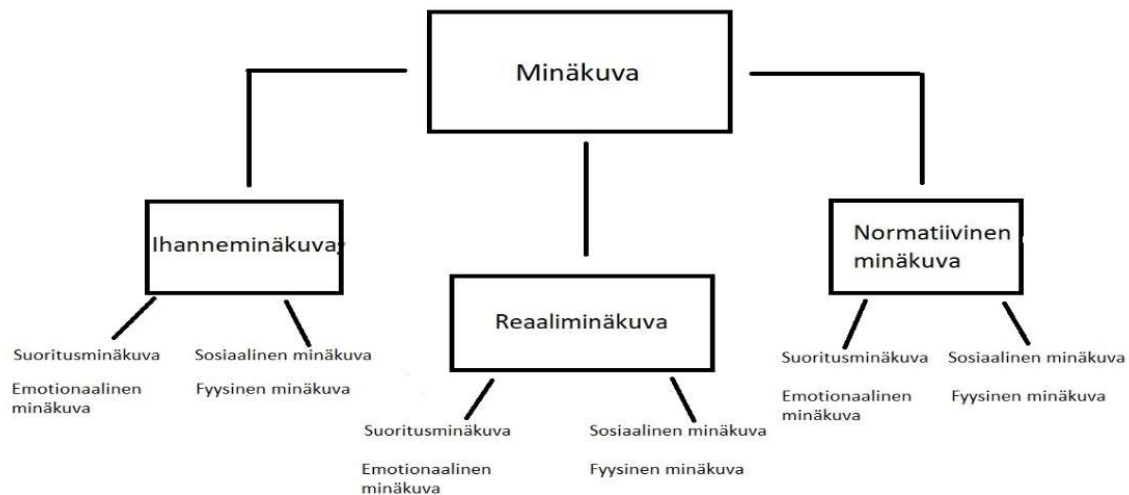 Minäkuva
Ihanneminäkuva
Suoritusminäkuva
Sosiaalinen minäkuva
Emotionaalinen
minäkuva
Fyysinen minäkuva
Reaaliminäkuva
Suoritusminäkuva
Sosiaalinen minäkuva
Emotionaalinen
minäkuva
Fyysinen minäkuva
Normatiivinen
minäkuva
Suoritusminäkuva
Sosiaalinen minäkuva
Emotionaalinen
minäkuva
Fyysinen minäkuva